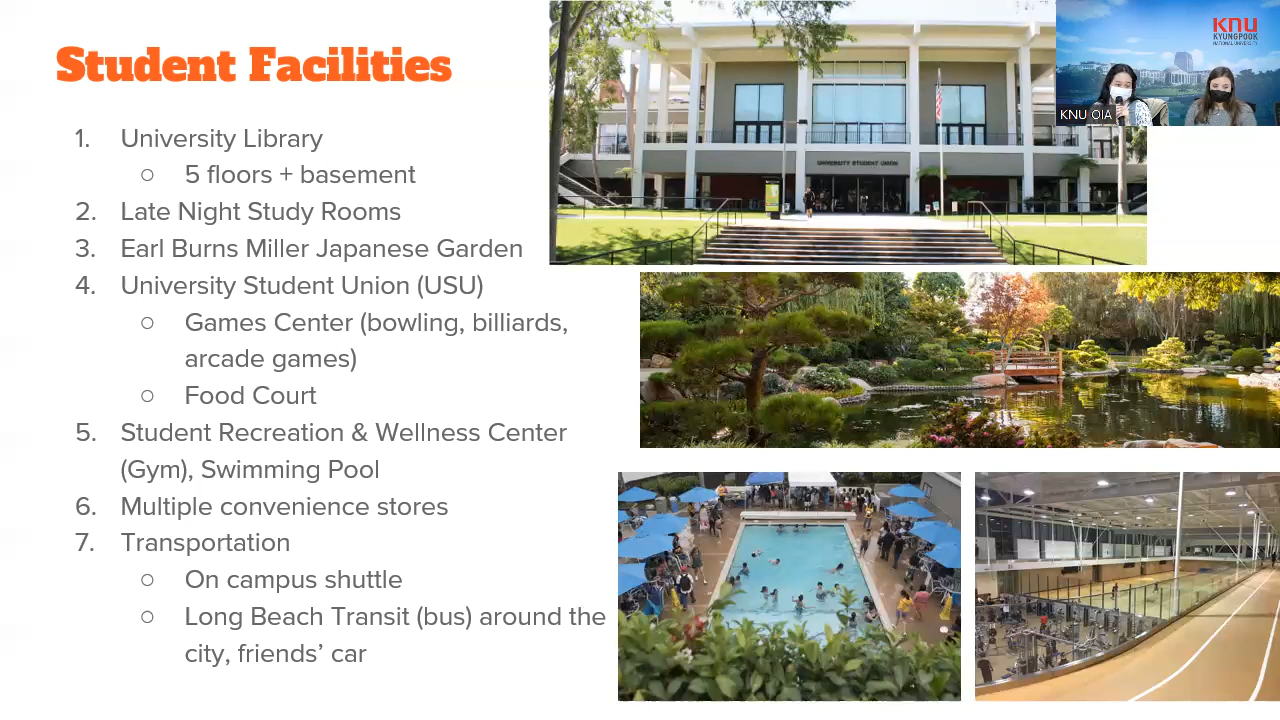 Student Facilities
1. University Library
○ 5 floors + basement
2. Late Night Study Rooms
3. Earl Burns Miller Japanese Garden
4. University Student Union (USU)
○ Games Center (bowling, billiards,
arcade games)
○ Food Court
5. Student Recreation & Wellness Center
(Gym), Swimming Pool
6. Multiple convenience stores
7. Transportation
○ On campus shuttle
○ Long Beach Transit (bus) around the
city, friends’ car
UNIVERSITY STUDENT UNION
KNU
KYUNGPOOK
NATIONAL UNIVERSITY
KNU OIA